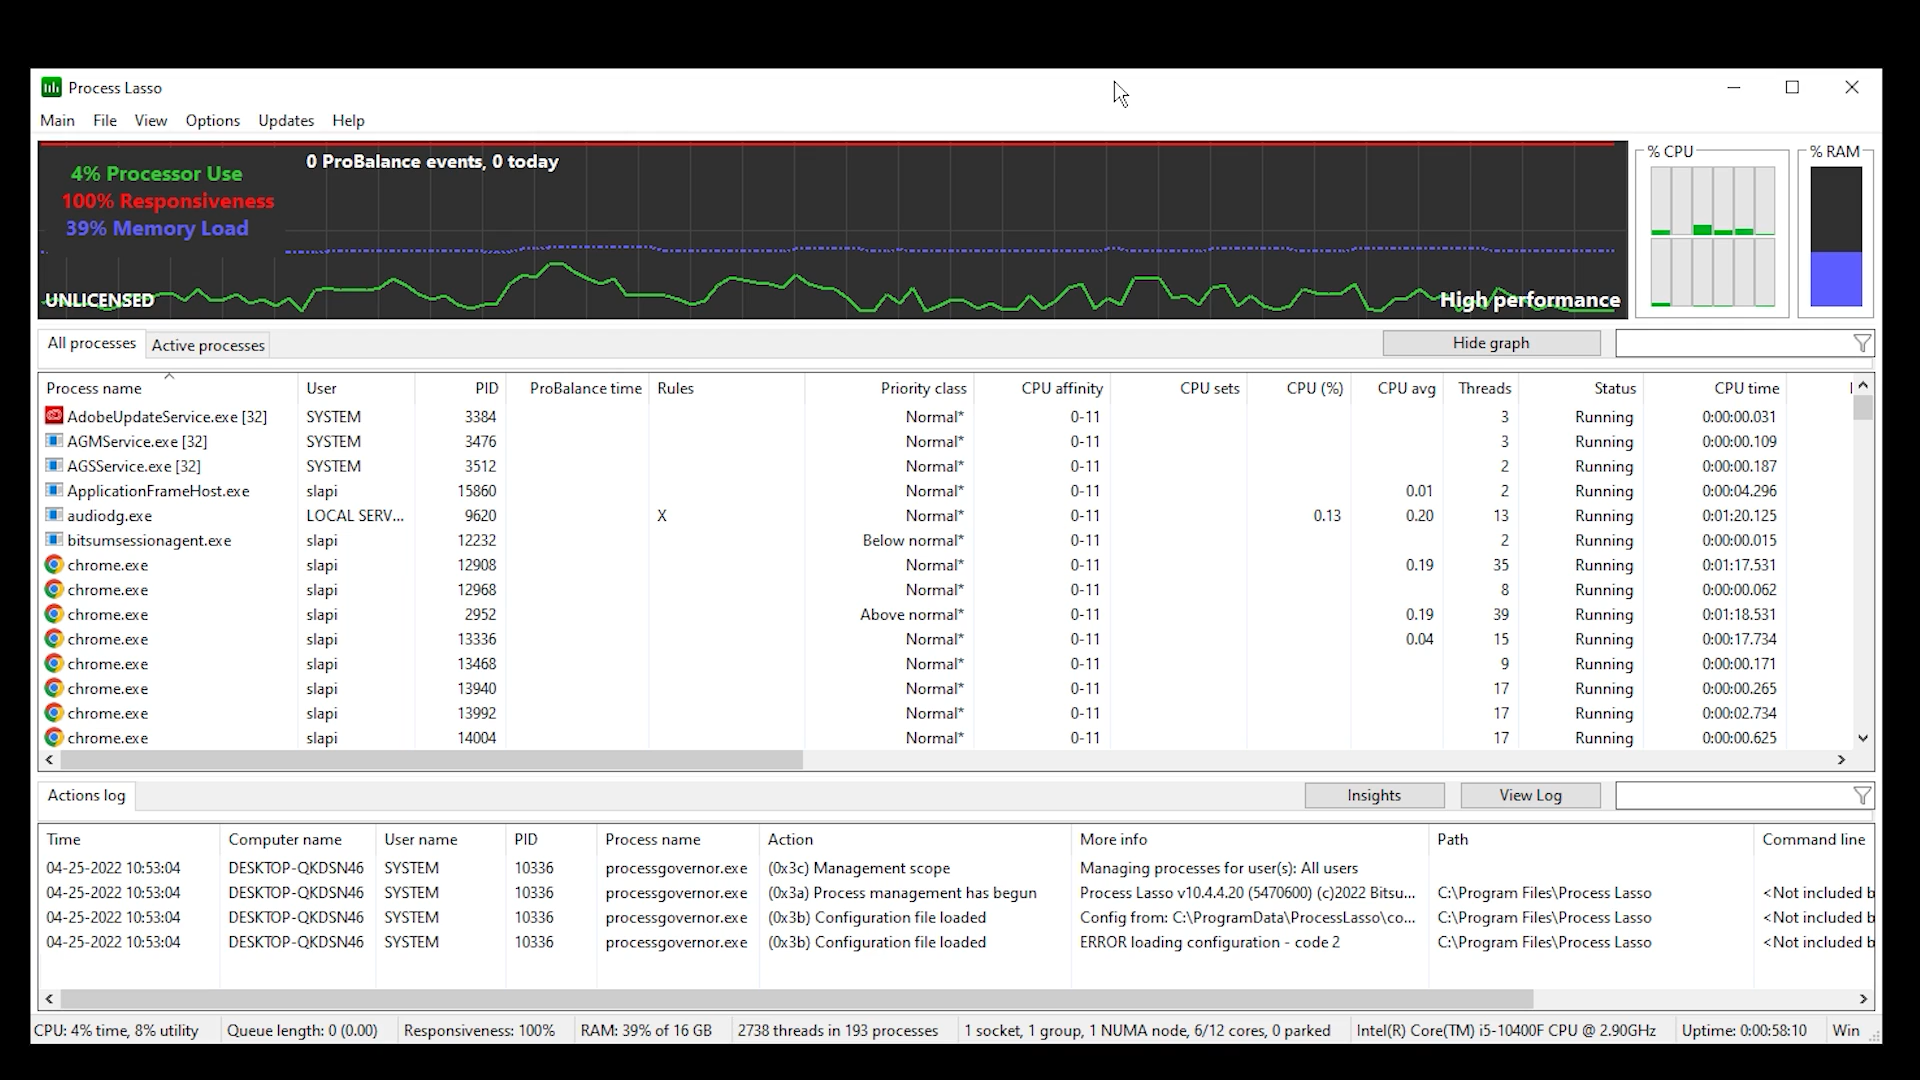 Process Lasso
Main File View Options Updates Help
4% Processor Use
100% Responsiveness
39% Memory Load
0 ProBalance events, 0 today
UNLICENSED
High performance
% CPU
% RAM
All processes Active processes Hide graph
Process name User PID ProBalance time Rules Priority class CPU affinity CPU sets CPU (%) CPU avg Threads Status CPU time
AdobeUpdateService.exe [32] SYSTEM 3384 Normal* 0-11 3 Running 0:00:00.031
AGMService.exe [32] SYSTEM 3476 Normal* 0-11 3 Running 0:00:00.109
AGSService.exe [32] SYSTEM 3512 Normal* 0-11 2 Running 0:00:00.187
ApplicationFrameHost.exe slapi 15860 Normal* 0-11 0.01 2 Running 0:00:04.296
audiodg.exe LOCAL SERV... 9620 X Normal* 0-11 0.13 0.20 13 Running 0:01:20.125
bitsumsessionagent.exe slapi 12232 Below normal* 0-11 2 Running 0:00:00.015
chrome.exe slapi 12908 Normal* 0-11 0.19 35 Running 0:01:17.531
chrome.exe slapi 12968 Normal* 0-11 8 Running 0:00:00.062
chrome.exe slapi 2952 Above normal* 0-11 0.19 39 Running 0:01:18.531
chrome.exe slapi 13336 Normal* 0-11 0.04 15 Running 0:00:17.734
chrome.exe slapi 13468 Normal* 0-11 9 Running 0:00:00.171
chrome.exe slapi 13940 Normal* 0-11 17 Running 0:00:00.265
chrome.exe slapi 13992 Normal* 0-11 17 Running 0:00:02.734
chrome.exe slapi 14004 Normal* 0-11 17 Running 0:00:00.625
Actions log Insights View Log
Time Computer name User name PID Process name Action More info Path Command line
04-25-2022 10:53:04 DESKTOP-QKDSN46 SYSTEM 10336 processgovernor.exe (0x3c) Management scope Managing processes for user(s): All users
04-25-2022 10:53:04 DESKTOP-QKDSN46 SYSTEM 10336 processgovernor.exe (0x3a) Process management has begun Process Lasso v10.4.4.20 (5470600) (c)2022 Bitsu... C:\Program Files\Process Lasso <Not included b
04-25-2022 10:53:04 DESKTOP-QKDSN46 SYSTEM 10336 processgovernor.exe (0x3b) Configuration file loaded Config from: C:\ProgramData\ProcessLasso\co... C:\Program Files\Process Lasso <Not included b
04-25-2022 10:53:04 DESKTOP-QKDSN46 SYSTEM 10336 processgovernor.exe (0x3b) Configuration file loaded ERROR loading configuration - code 2 C:\Program Files\Process Lasso <Not included b
CPU: 4% time, 8% utility Queue length: 0 (0.00) Responsiveness: 100% RAM: 39% of 16 GB 2738 threads in 193 processes 1 socket, 1 group, 1 NUMA node, 6/12 cores, 0 parked Intel(R) Core(TM) i5-10400F CPU @ 2.90GHz Uptime: 0:00:58:10 Win